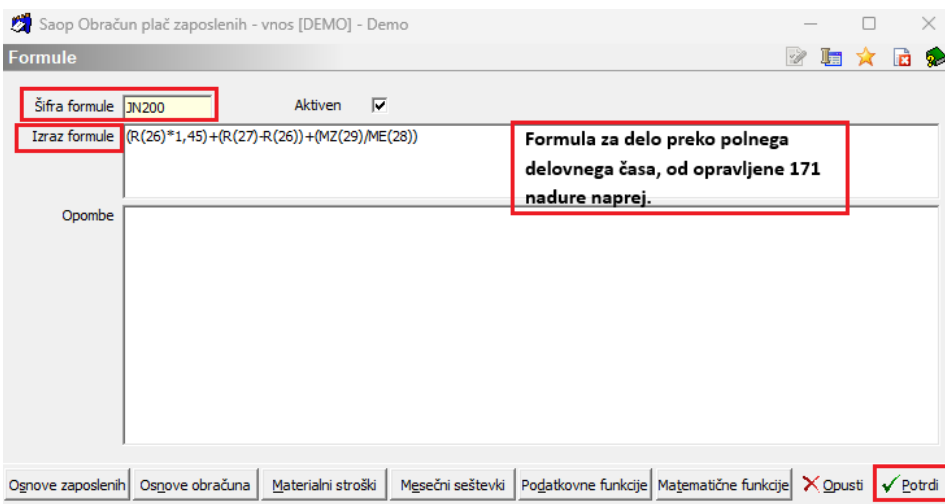 Saop Obračun plač zaposlenih - vnos [DEMO] - Demo
Formule
Šifra formule JN200 Aktiven
Izraz formule (R(26)*1,45)+(R(27)-R(26))+(MZ(29)/ME(28))
Formula za delo preko polnega
delovnega časa, od opravljene 171
nadure naprej.
Opombe
Osnove zaposlenih Osnove obračuna Materialni stroški Mesečni seštevki Podatkovne funkcije Matematične funkcije Opusti Potrdi